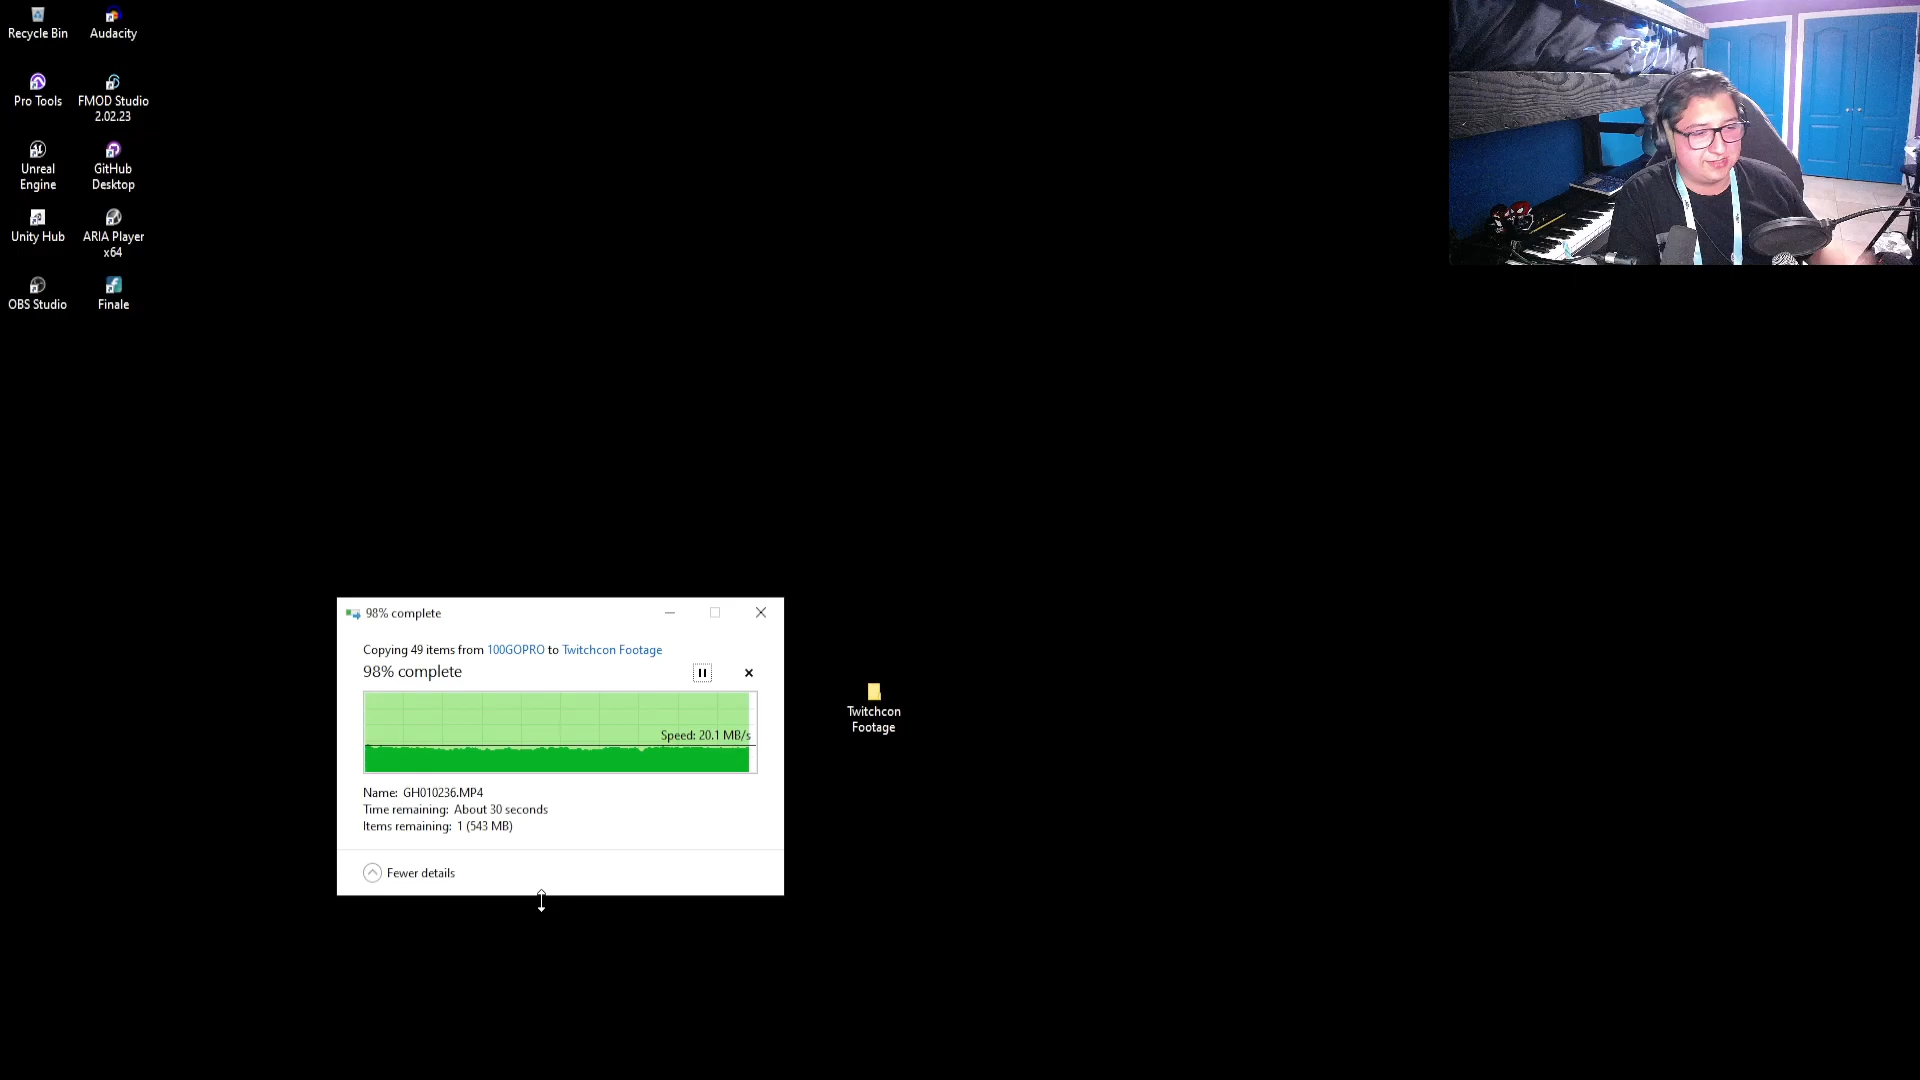 Recycle Bin
Audacity
Pro Tools
FMOD Studio
2.02.23
Unreal
Engine
GitHub
Desktop
Unity Hub
ARIA Player
x64
OBS Studio
Finale
98% complete
Copying 49 items from 100GOPRO to Twitchcon Footage
98% complete
Speed: 20.1 MB/s
Name: GH010236.MP4
Time remaining: About 30 seconds
Items remaining: 1 (543 MB)
Fewer details
Twitchcon
Footage